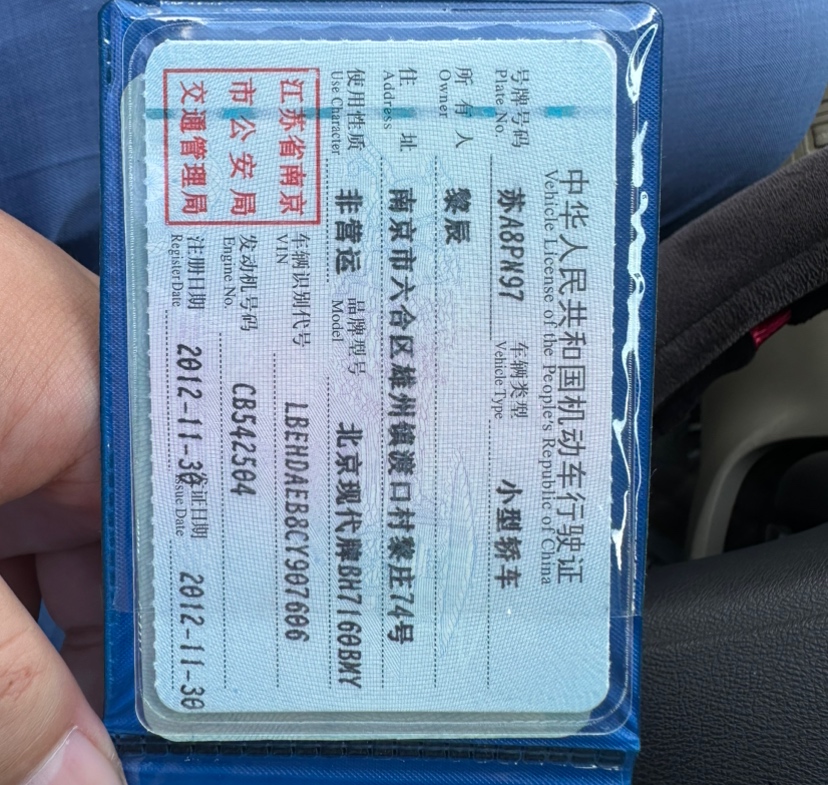 中华人民共和国机动车行驶证
Vehicle License of the People's Republic of China
号牌号码 苏A8PN97 车辆类型 小型轿车
Plate No. Vehicle Type
所有人 黎辰
Owner
住址 南京市六合区雄州镇渡口村黎庄74号
Address
使用性质 非营运 品牌型号 北京现代牌BH7160BMY
Use Character Model
江苏省南京
市公安局
交通管理局
车辆识别代号 LBEHDAEB8CY907606
VIN
发动机号码 CB542504
Engine No.
注册日期 2012-11-30 发证日期 2012-11-30
Register Date Issue Date